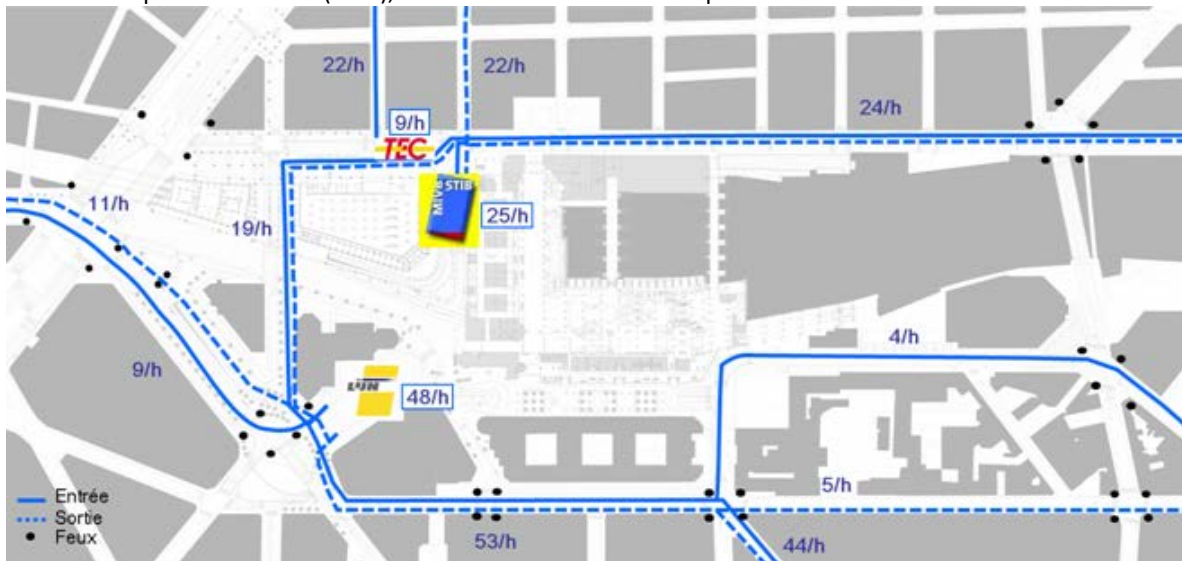 22/h
22/h
24/h
9/h
TEC
MIVB STIB
11/h
25/h
19/h
4/h
9/h
48/h
5/h
53/h
44/h
Entrée
Sortie
Feux